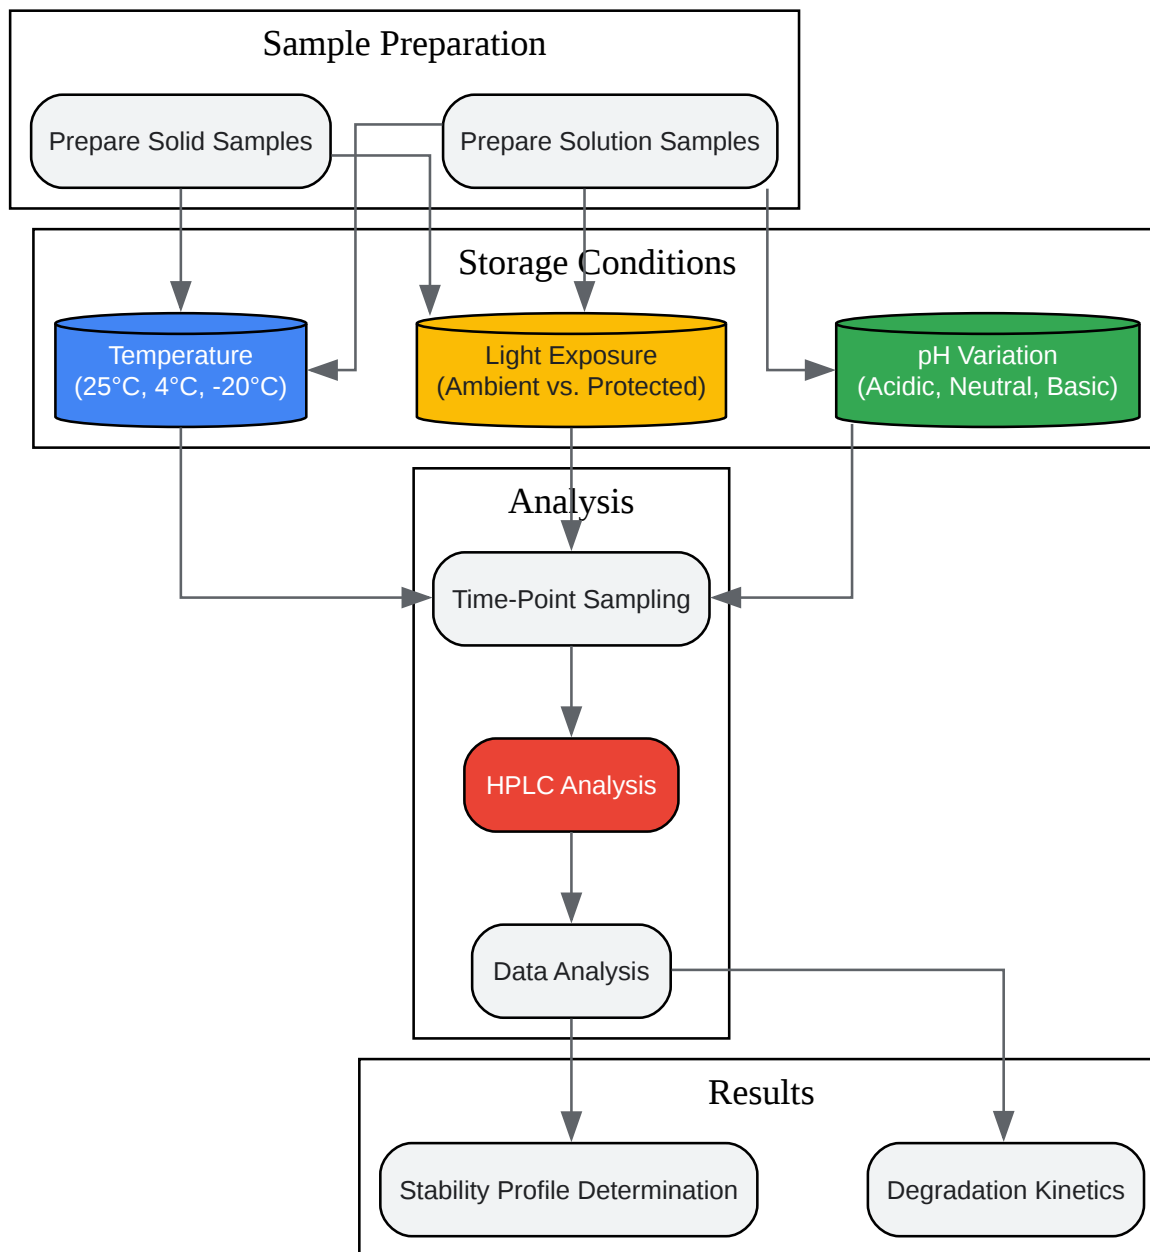 Sample Preparation
Prepare Solid Samples
Prepare Solution Samples
Storage Conditions
Temperature
(25°C, 4°C, -20°C)
Light Exposure
(Ambient vs. Protected)
pH Variation
(Acidic, Neutral, Basic)
Analysis
Time-Point Sampling
HPLC Analysis
Data Analysis
Results
Stability Profile Determination
Degradation Kinetics